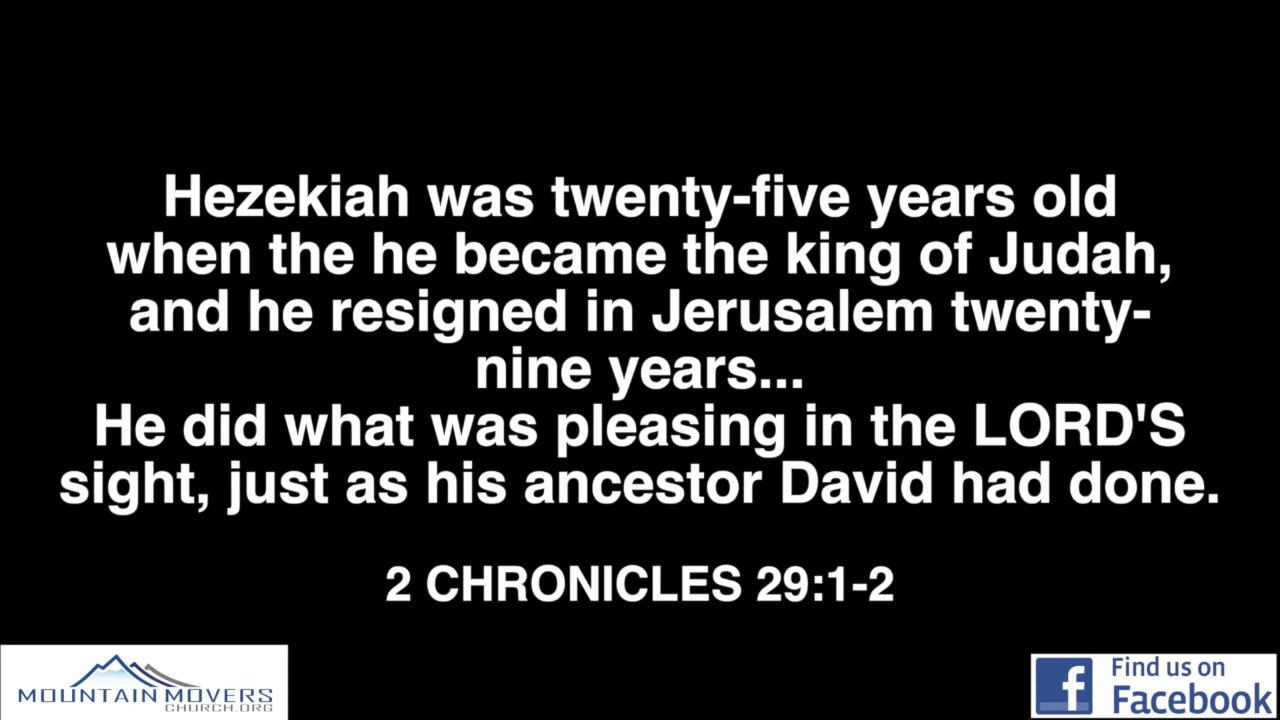 Hezekiah was twenty-five years old
when the he became the king of Judah,
and he resigned in Jerusalem twenty-
nine years...
He did what was pleasing in the LORD'S
sight, just as his ancestor David had done.
2 CHRONICLES 29:1-2
MOUNTAIN MOVERS
CHURCH.ORG
f
Find us on
Facebook